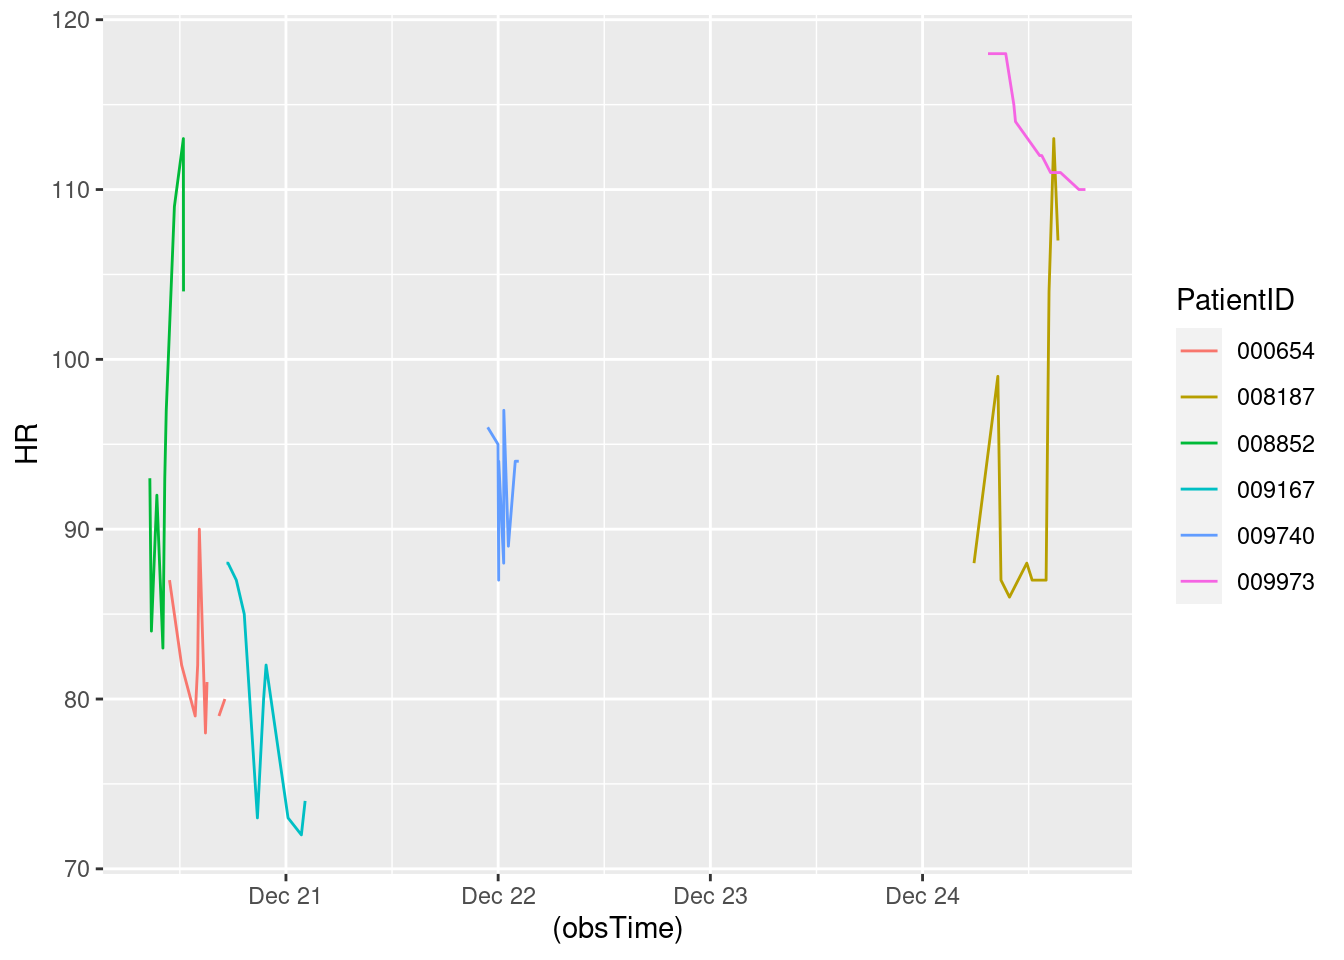 120
110
100
90
80
70
HR
Dec 21
Dec 22
Dec 23
Dec 24
(obsTime)
PatientID
000654
008187
008852
009167
009740
009973